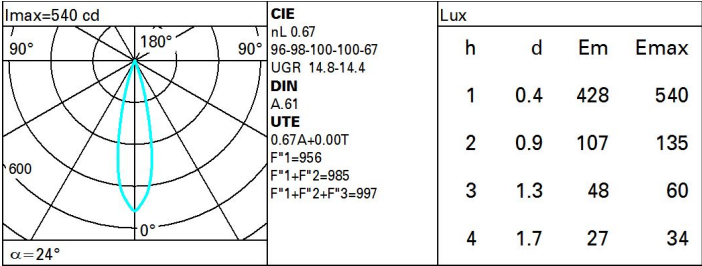 Imax=540 cd
90°
180°
90°
600
0°
α=24°
CIE
nL 0.67
96-98-100-100-67
UGR 14.8-14.4
DIN
A.61
UTE
0.67A+0.00T
F"1=956
F"1+F"2=985
F"1+F"2+F"3=997
Lux
h d Em Emax
1 0.4 428 540
2 0.9 107 135
3 1.3 48 60
4 1.7 27 34